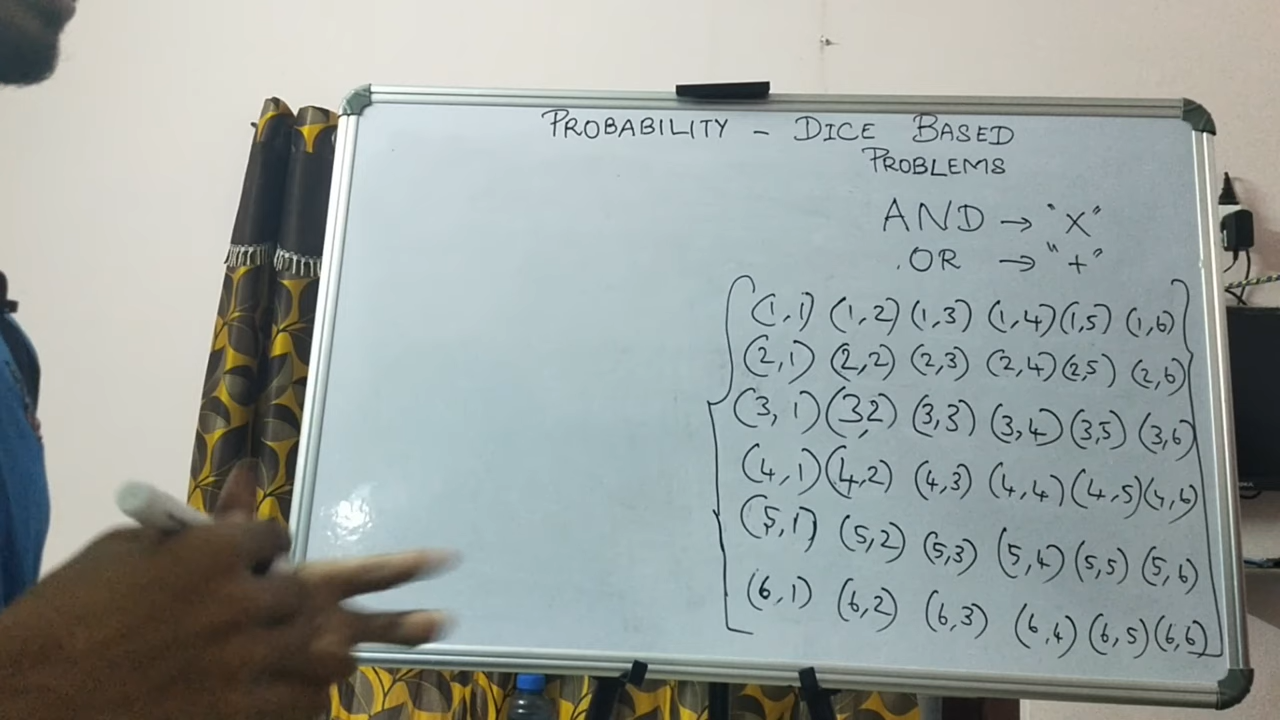 PROBABILITY - DICE BASED
PROBLEMS
AND → "X"
OR → "+"
(1,1) (1,2) (1,3) (1,4) (1,5) (1,6)
(2,1) (2,2) (2,3) (2,4) (2,5) (2,6)
(3,1) (3,2) (3,3) (3,4) (3,5) (3,6)
(4,1) (4,2) (4,3) (4,4) (4,5) (4,6)
(5,1) (5,2) (5,3) (5,4) (5,5) (5,6)
(6,1) (6,2) (6,3) (6,4) (6,5) (6,6)